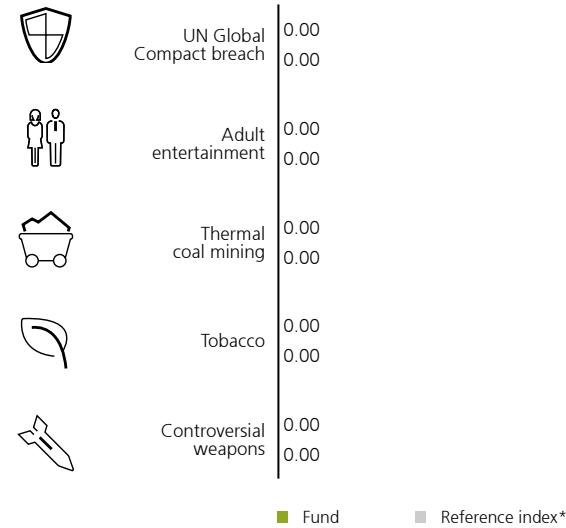 UN Global
Compact breach
0.00
0.00
Adult
entertainment
0.00
0.00
Thermal
coal mining
0.00
0.00
Tobacco
0.00
0.00
Controversial
weapons
0.00
0.00
Fund
Reference index*